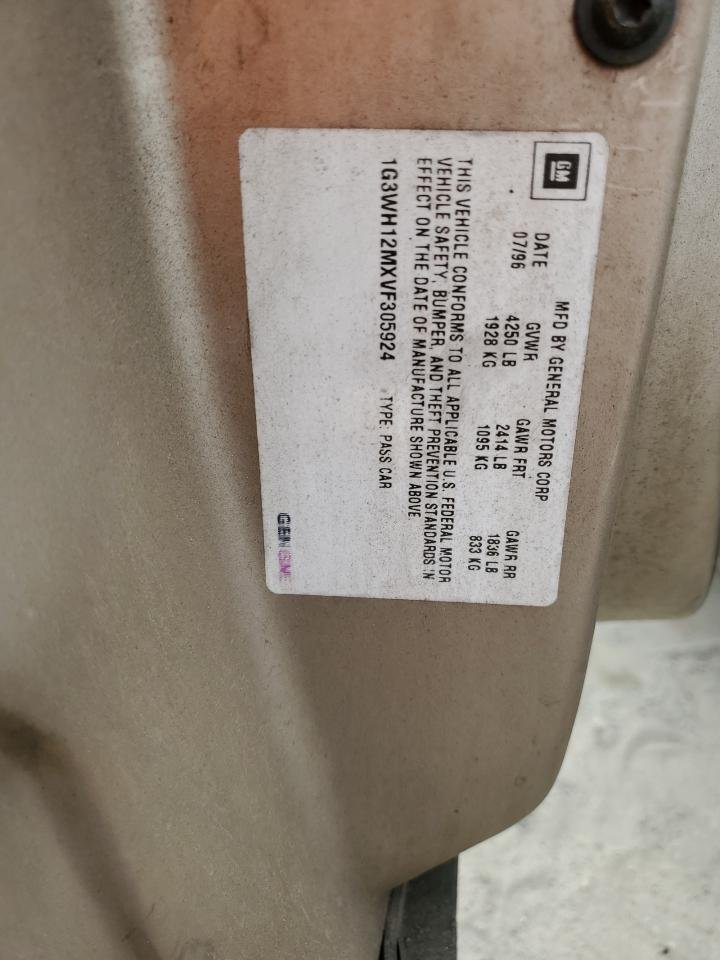 GM
MFD BY GENERAL MOTORS CORP
DATE GVWR GAWR FRT GAWR RR
07/96 4250 LB 2414 LB 1836 LB
1928 KG 1095 KG 833 KG
THIS VEHICLE CONFORMS TO ALL APPLICABLE U.S. FEDERAL MOTOR
VEHICLE SAFETY, BUMPER, AND THEFT PREVENTION STANDARDS IN
EFFECT ON THE DATE OF MANUFACTURE SHOWN ABOVE
1G3WH12MXVF305924 TYPE: PASS CAR